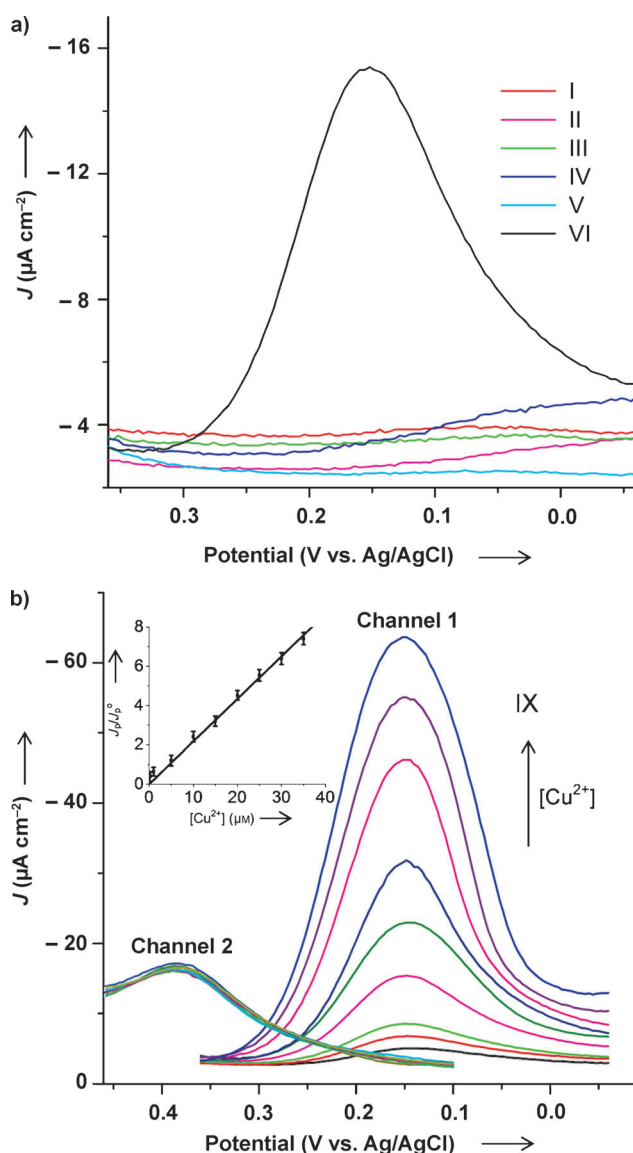 a)
– 16
– 12
– 8
– 4
J (µA cm⁻²)
I
II
III
IV
V
VI
0.3 0.2 0.1 0.0
Potential (V vs. Ag/AgCl)
b)
– 60
– 40
– 20
0
J (µA cm⁻²)
8
6
4
2
0
Jₚ/Jₚ°
0 10 20 30 40
[Cu²⁺] (µM)
Channel 1
IX
[Cu²⁺]
Channel 2
0.4 0.3 0.2 0.1 0.0
Potential (V vs. Ag/AgCl)